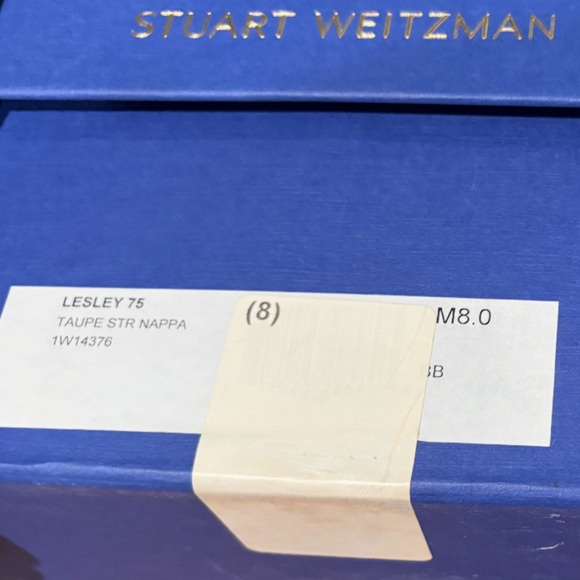 STUART WEITZMAN
LESLEY 75
TAUPE STR NAPPA
1W14376
(8)
M8.0